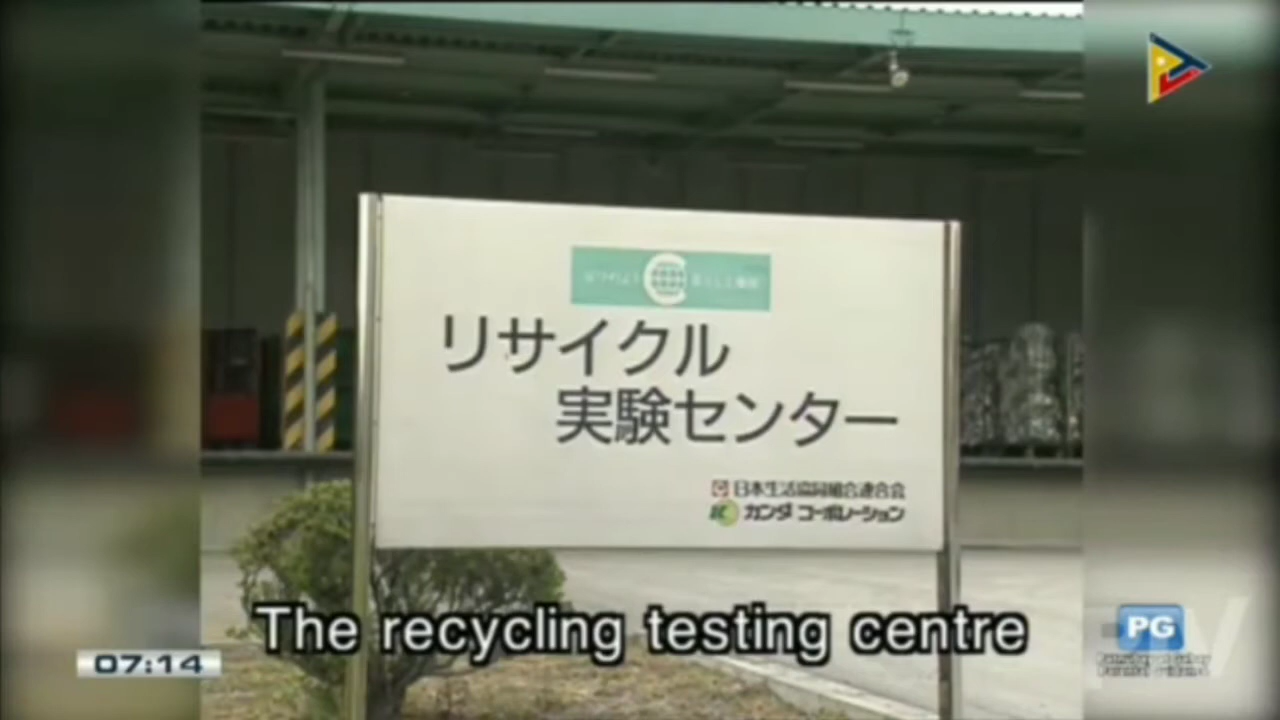 リサイクル
実験センター
日本生活協同組合連合会
カンダ コーポレーション
The recycling testing centre
07:14
PG
Parental Guidance